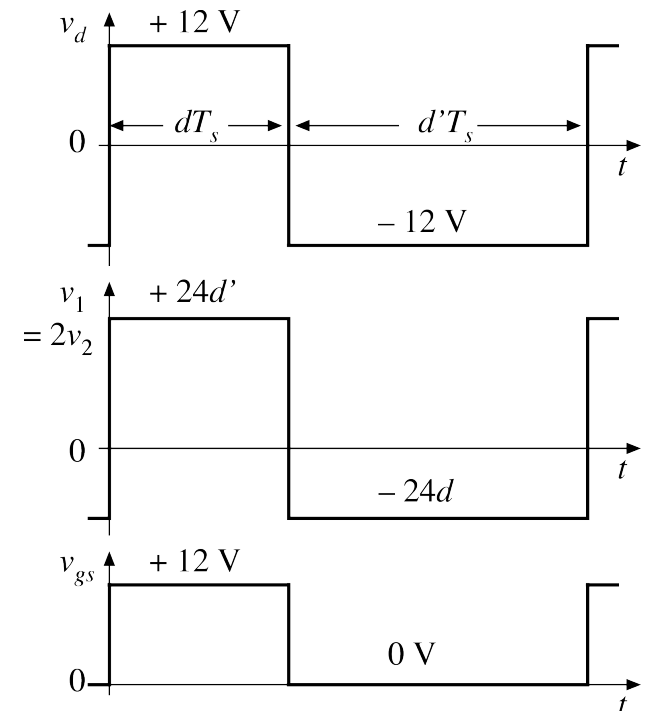 v_d + 12 V
dT_s d’T_s
0
t
– 12 V
v_1 + 24d’
= 2v_2
0
t
– 24d
v_gs + 12 V
0 V
0
t